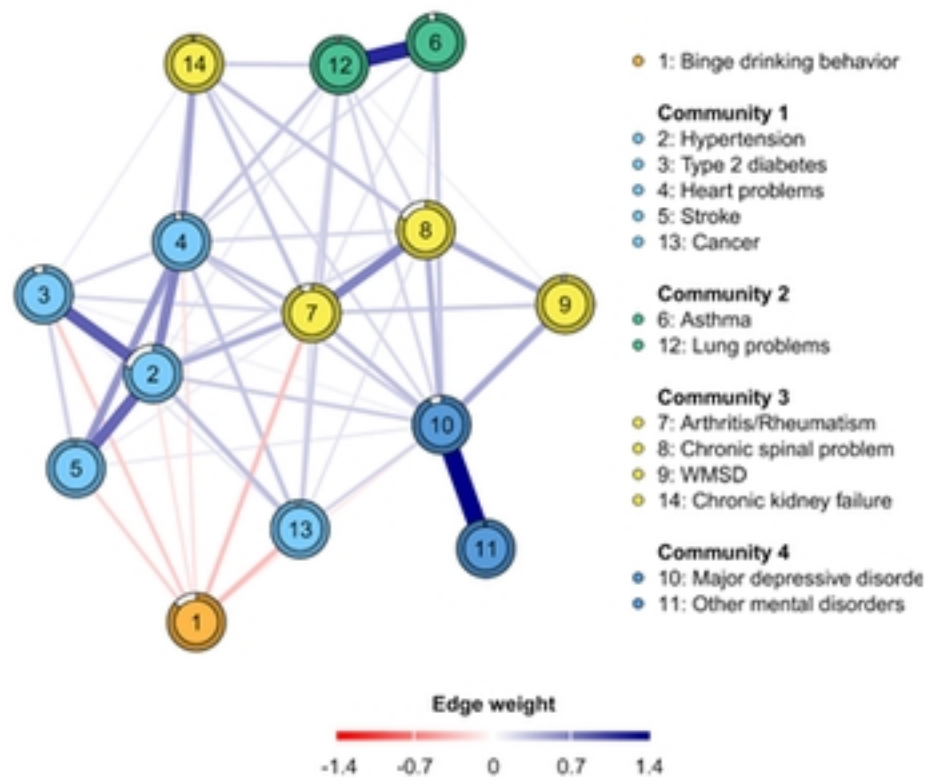 14
12
6
4
8
3
7
9
2
10
5
13
11
1
1: Binge drinking behavior
Community 1
2: Hypertension
3: Type 2 diabetes
4: Heart problems
5: Stroke
13: Cancer
Community 2
6: Asthma
12: Lung problems
Community 3
7: Arthritis/Rheumatism
8: Chronic spinal problem
9: WMSD
14: Chronic kidney failure
Community 4
10: Major depressive disorde
11: Other mental disorders
Edge weight
-1.4 -0.7 0 0.7 1.4